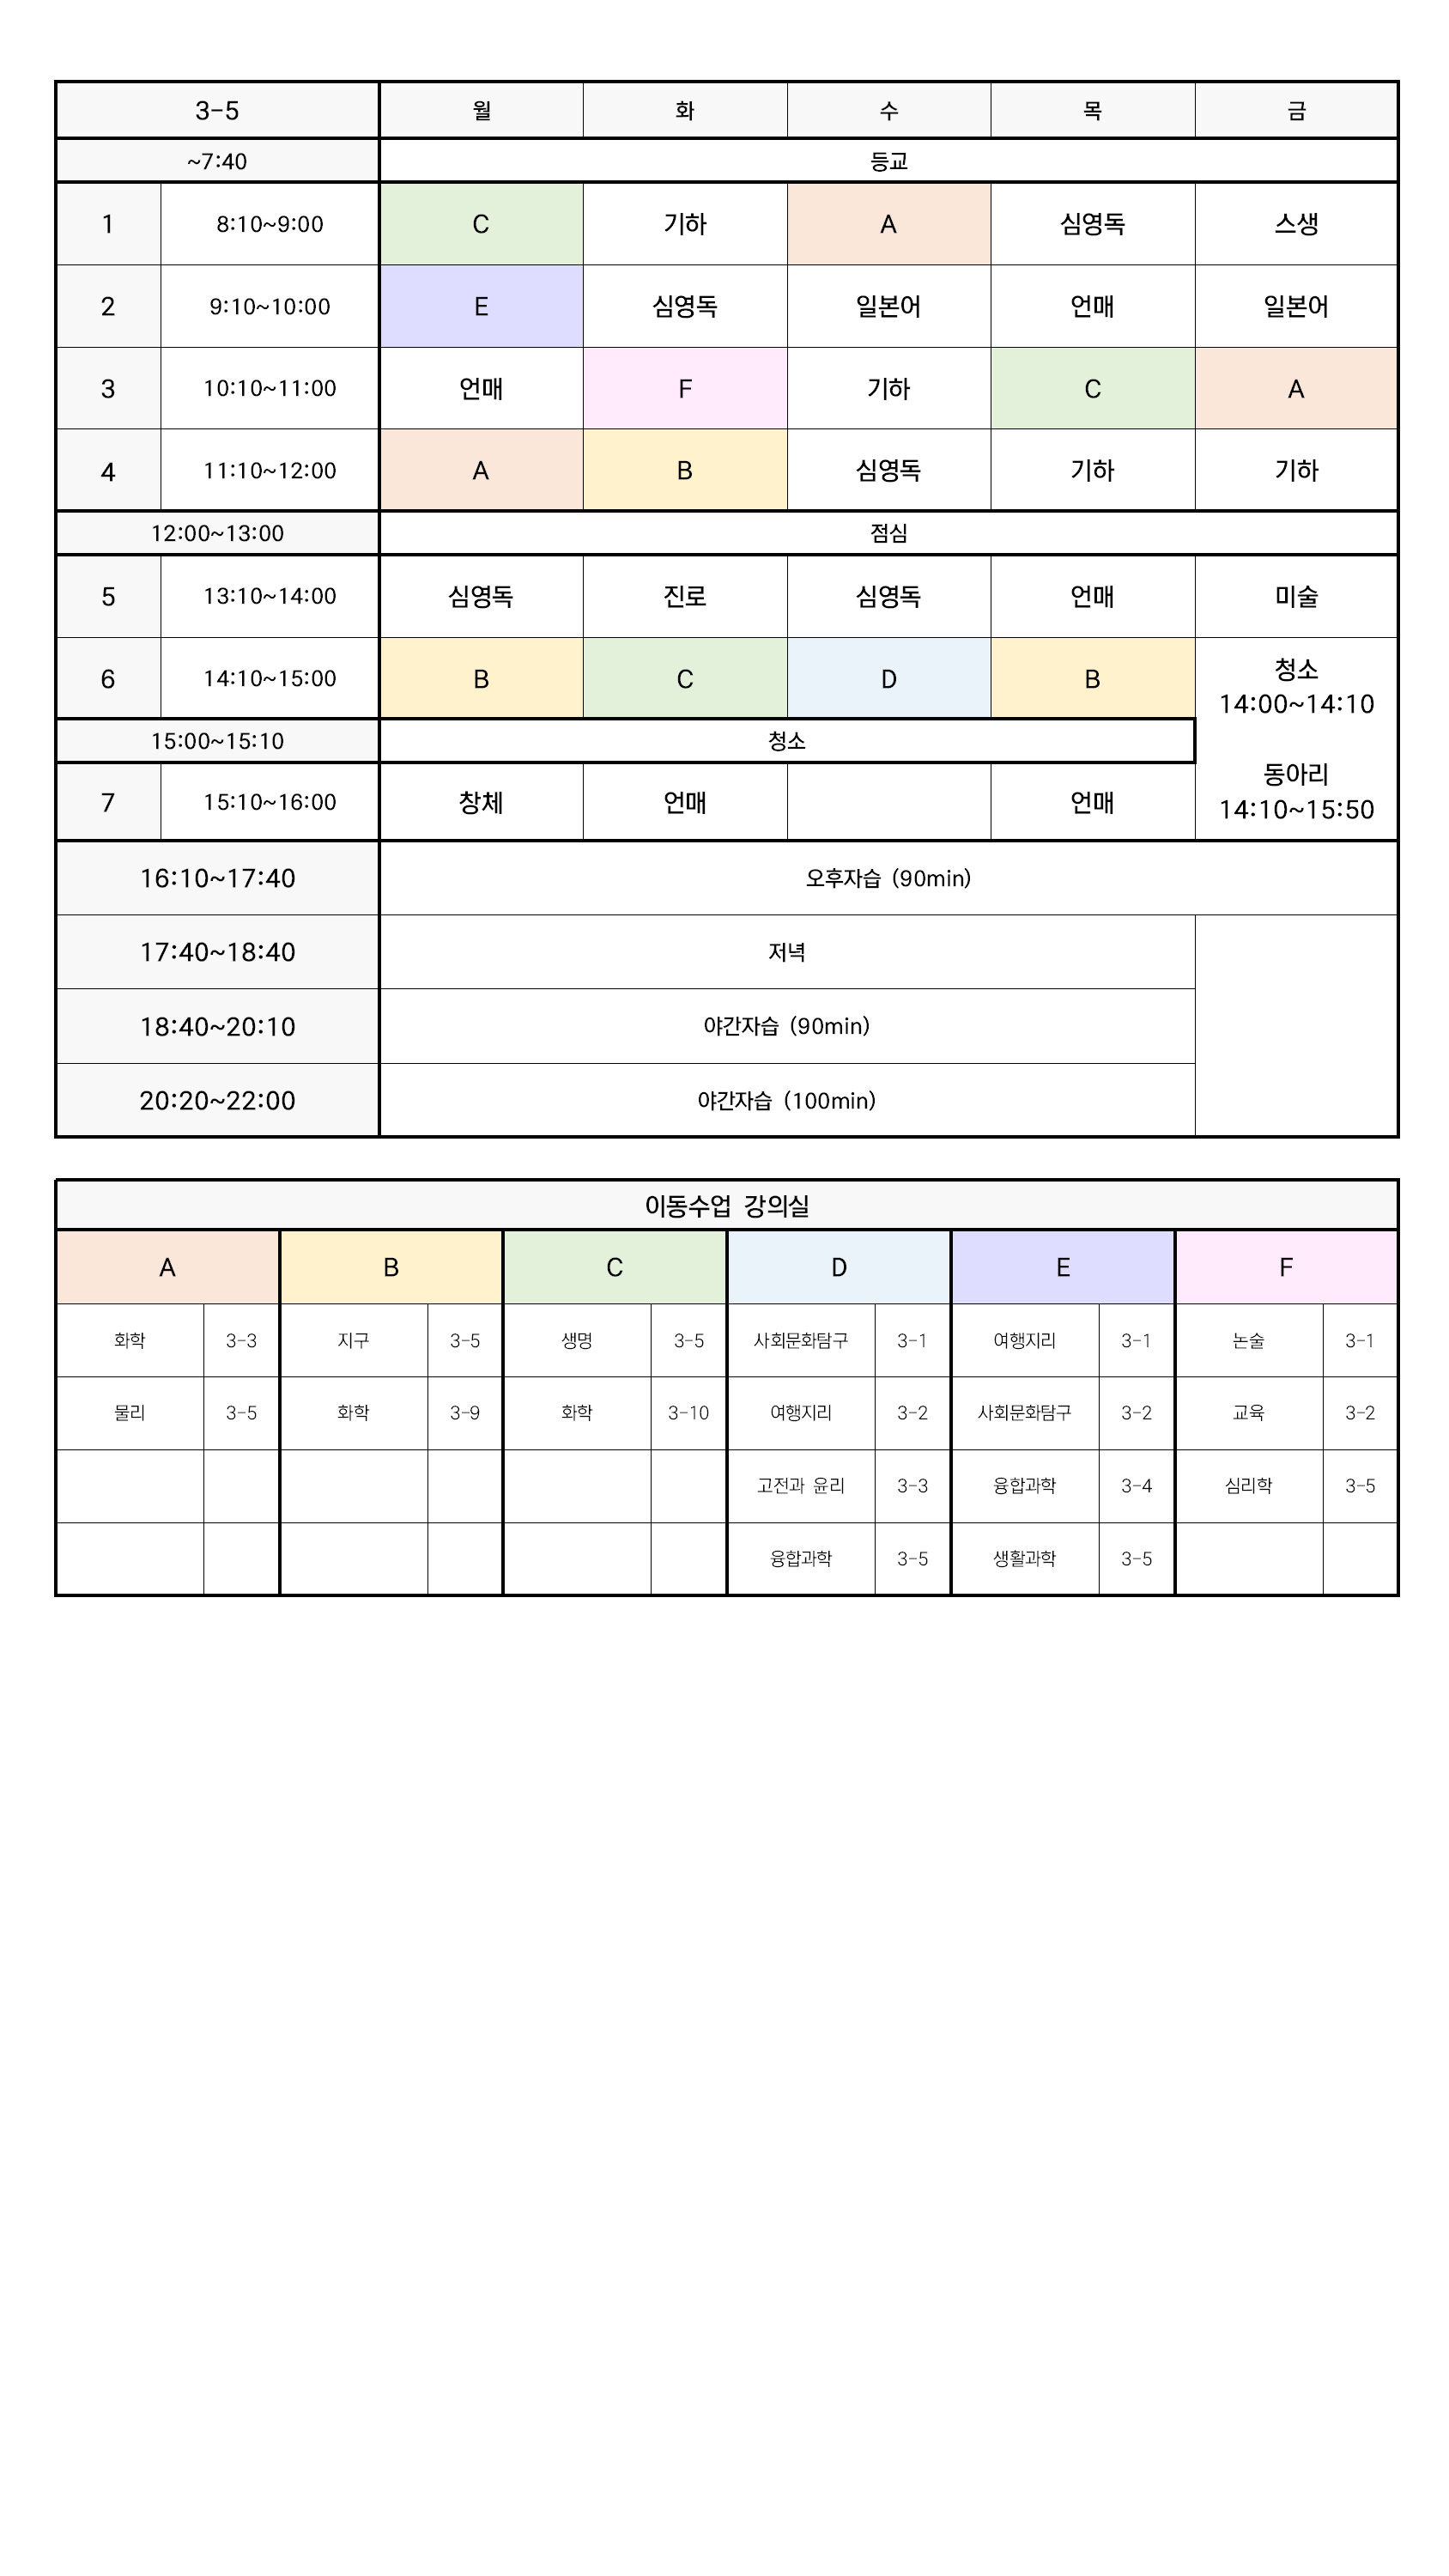 3-5 월 화 수 목 금
~7:40 등교
1 8:10~9:00 C 기하 A 심영독 스생
2 9:10~10:00 E 심영독 일본어 언매 일본어
3 10:10~11:00 언매 F 기하 C A
4 11:10~12:00 A B 심영독 기하 기하
12:00~13:00 점심
5 13:10~14:00 심영독 진로 심영독 언매 미술
6 14:10~15:00 B C D B
청소
14:00~14:10
15:00~15:10 청소
동아리
14:10~15:50
7 15:10~16:00 창체 언매 언매
16:10~17:40 오후자습 (90min)
17:40~18:40 저녁
18:40~20:10 야간자습 (90min)
20:20~22:00 야간자습 (100min)
이동수업 강의실
A B C D E F
화학 3-3 지구 3-5 생명 3-5 사회문화탐구 3-1 여행지리 3-1 논술 3-1
물리 3-5 화학 3-9 화학 3-10 여행지리 3-2 사회문화탐구 3-2 교육 3-2
고전과 윤리 3-3 융합과학 3-4 심리학 3-5
융합과학 3-5 생활과학 3-5